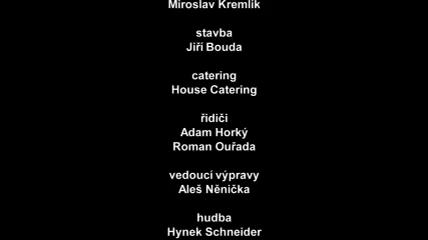 Miroslav Kremlík
stavba
Jiří Bouda
catering
House Catering
řidiči
Adam Horký
Roman Ouřada
vedoucí výpravy
Aleš Něnička
hudba
Hynek Schneider